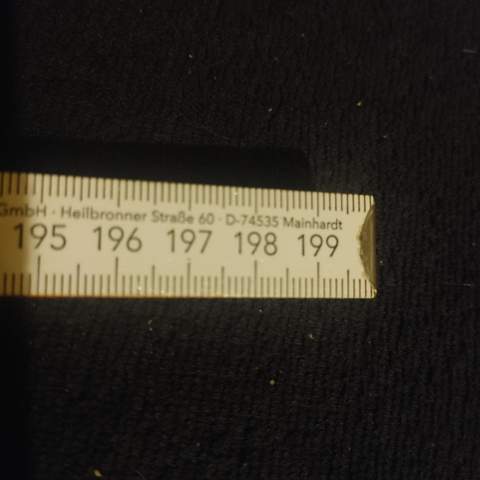 GmbH · Heilbronner Straße 60 · D-74535 Mainhardt
195 196 197 198 199